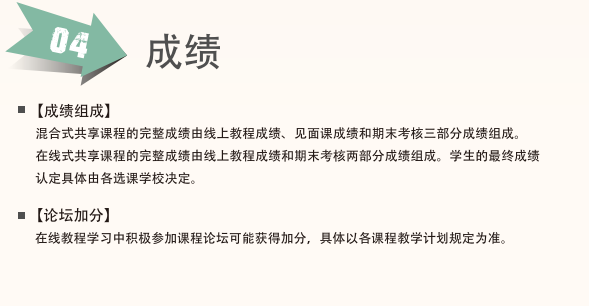 04
成绩
【成绩组成】
混合式共享课程的完整成绩由线上教程成绩、见面课成绩和期末考核三部分成绩组成。
在线式共享课程的完整成绩由线上教程成绩和期末考核两部分成绩组成。学生的最终成绩
认定具体由各选课学校决定。
【论坛加分】
在线教程学习中积极参加课程论坛可能获得加分，具体以各课程教学计划规定为准。